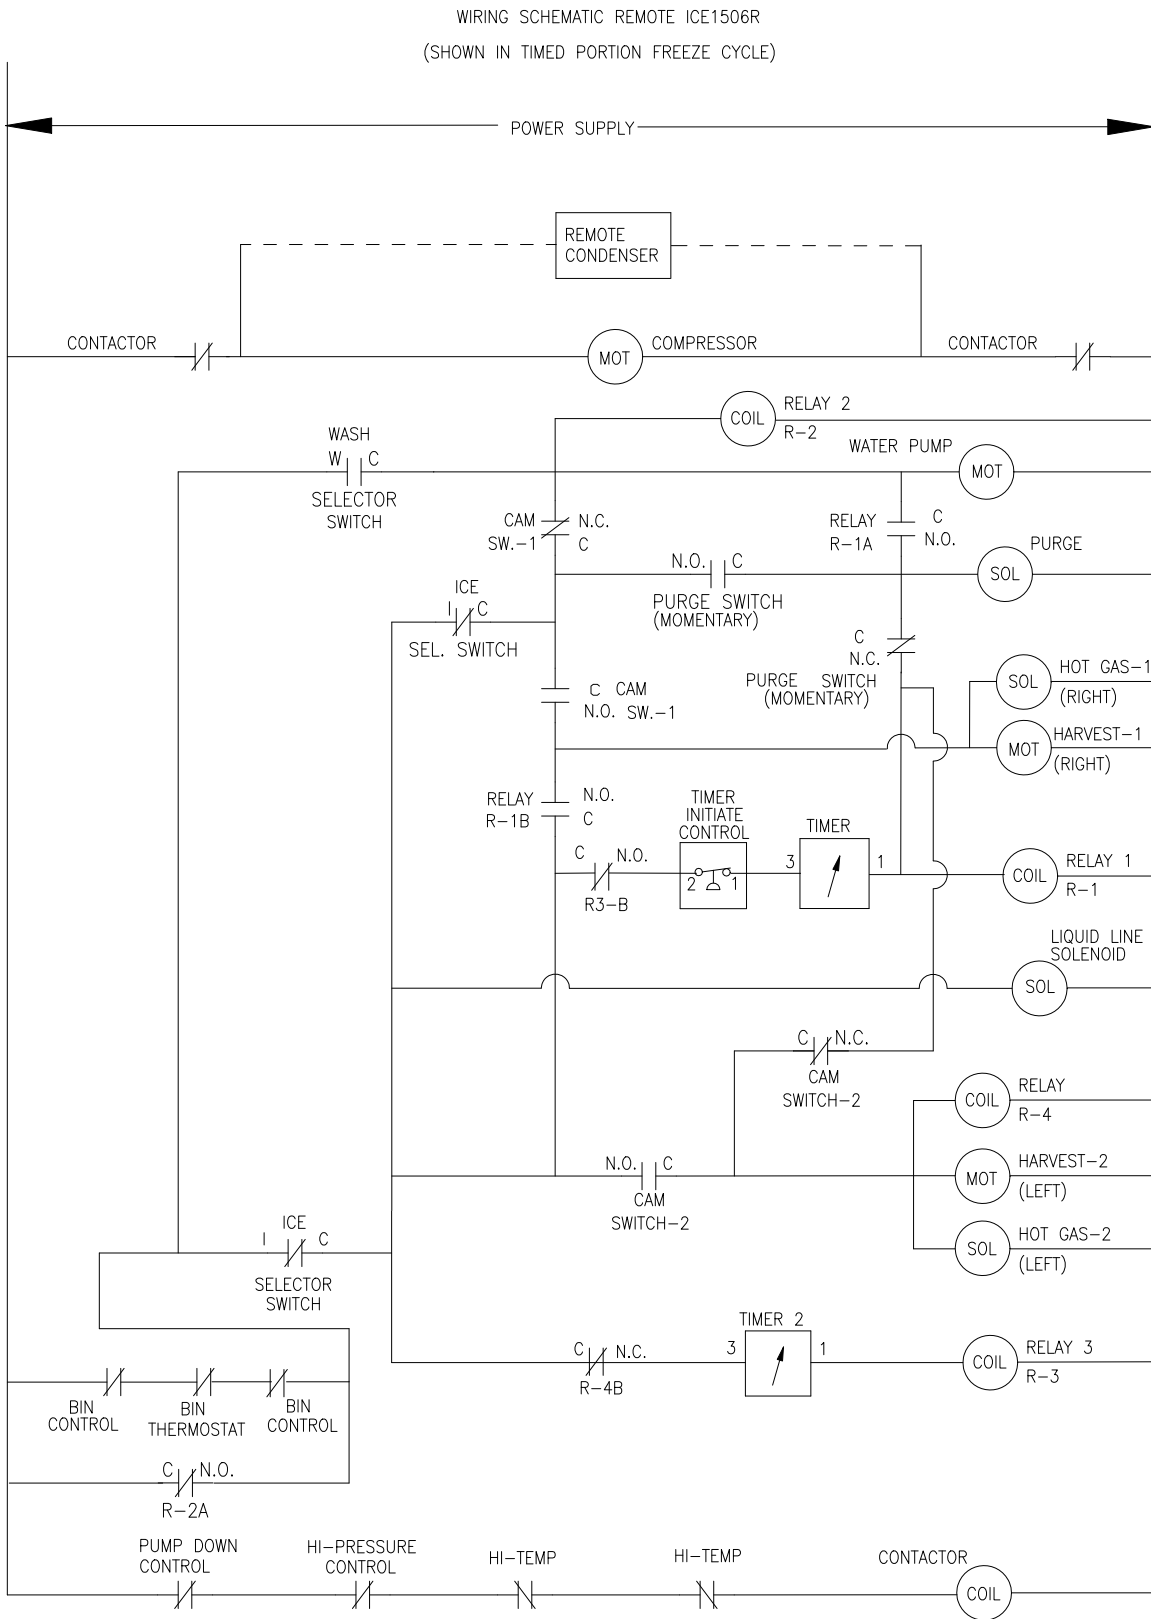 WIRING SCHEMATIC REMOTE ICE1506R
(SHOWN IN TIMED PORTION FREEZE CYCLE)
POWER SUPPLY
REMOTE
CONDENSER
CONTACTOR
MOT
COMPRESSOR
CONTACTOR
COIL
RELAY 2
R-2
WASH
W C
SELECTOR
SWITCH
WATER PUMP
MOT
CAM
SW.-1
N.C.
C
RELAY
R-1A
C
N.O.
N.O. C
PURGE SWITCH
(MOMENTARY)
SOL
PURGE
ICE
I C
SEL. SWITCH
C
N.C.
PURGE SWITCH
(MOMENTARY)
C CAM
N.O. SW.-1
SOL
HOT GAS-1
(RIGHT)
MOT
HARVEST-1
(RIGHT)
RELAY
R-1B
N.O.
C
C N.O.
R3-B
TIMER
INITIATE
CONTROL
2 1
TIMER
3 1
COIL
RELAY 1
R-1
LIQUID LINE
SOLENOID
SOL
C N.C.
CAM
SWITCH-2
COIL
RELAY
R-4
N.O. C
CAM
SWITCH-2
MOT
HARVEST-2
(LEFT)
SOL
HOT GAS-2
(LEFT)
ICE
I C
SELECTOR
SWITCH
C N.C.
R-4B
TIMER 2
3 1
COIL
RELAY 3
R-3
BIN
CONTROL
BIN
THERMOSTAT
BIN
CONTROL
C N.O.
R-2A
PUMP DOWN
CONTROL
HI-PRESSURE
CONTROL
HI-TEMP
HI-TEMP
CONTACTOR
COIL